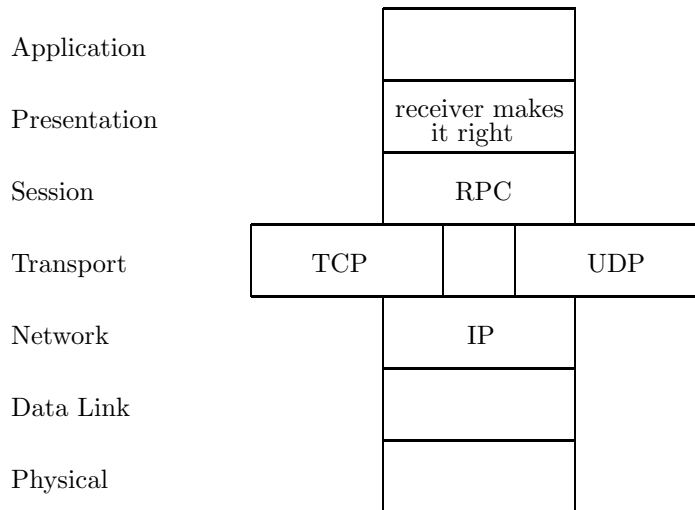 Application
Presentation
receiver makes
it right
Session
RPC
Transport
TCP
UDP
Network
IP
Data Link
Physical